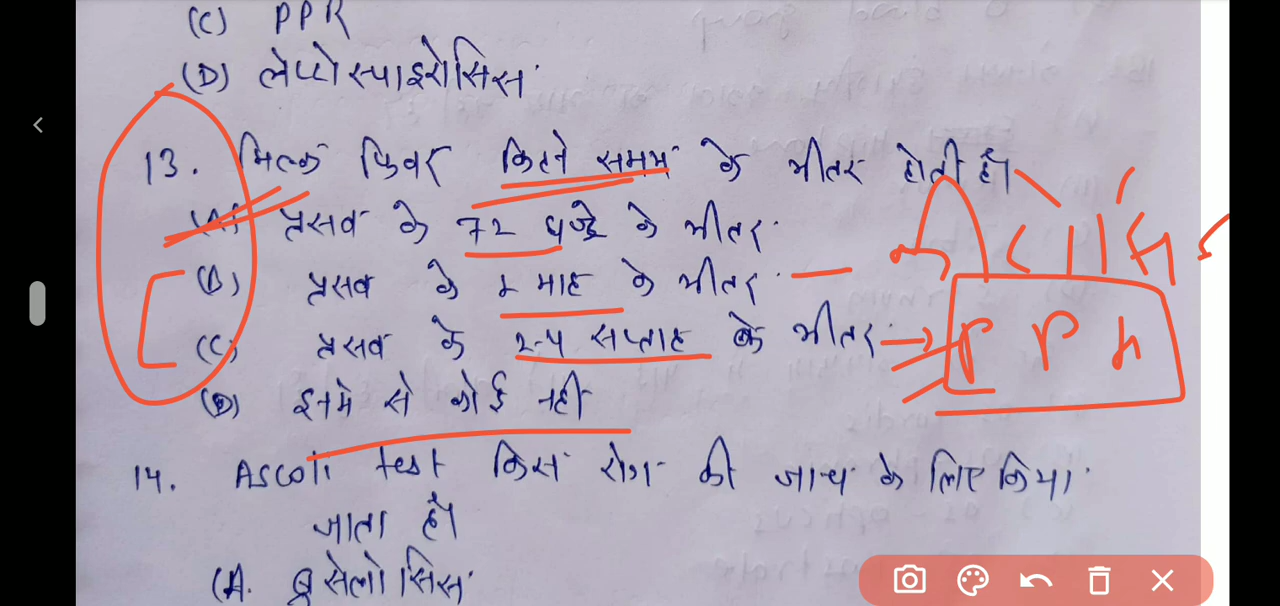 (C) PPR
(D) लेप्टोस्पाइरोसिस
13. मिल्क फिवर कितने समय के भीतर होती है।
(A) प्रसव के 72 घण्टे के भीतर
(B) प्रसव के माह के भीतर
(C) प्रसव के 2-4 सप्ताह के भीतर
PPH
(D) इनमे से कोई नही
14. Ascoli test किस रोग की जाच के लिए किया
जाता है।
(A. ब्रुसेलोसिस